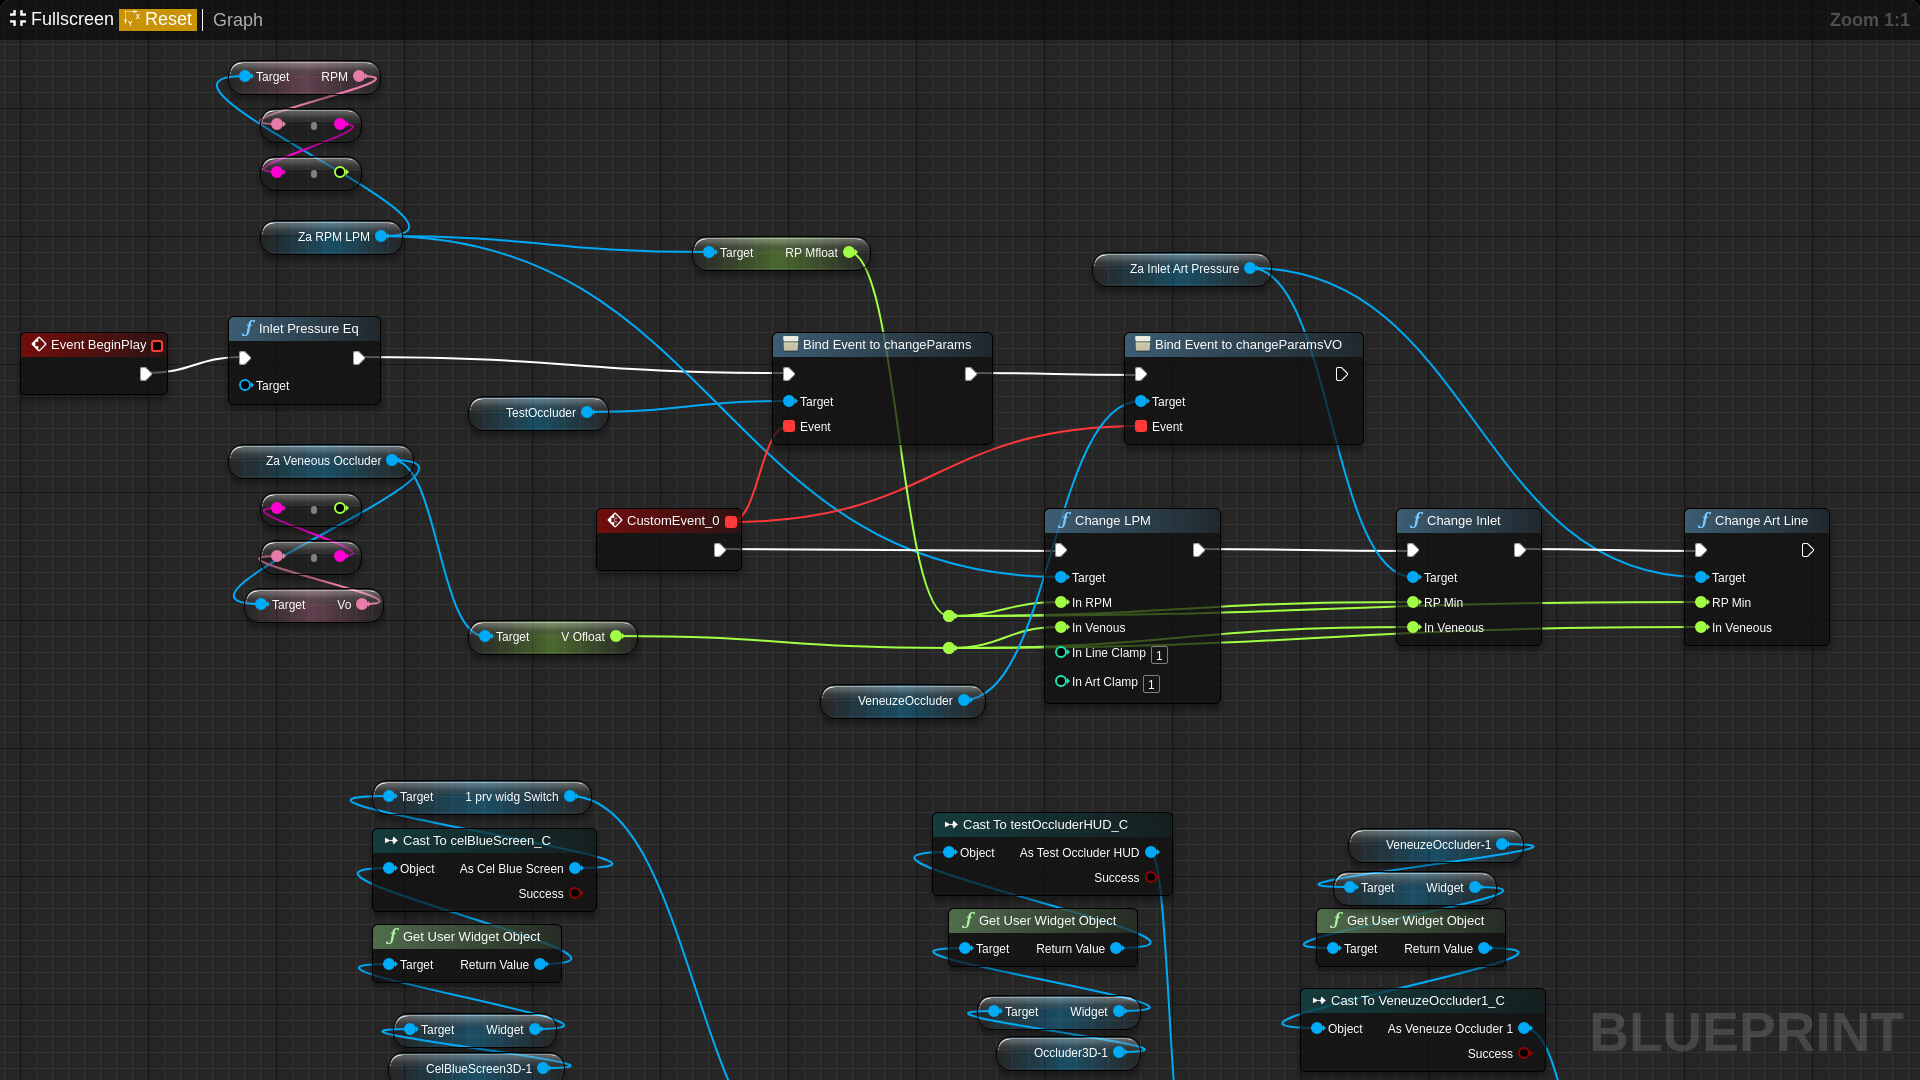 Fullscreen Reset Graph Zoom 1:1
Target RPM
Za RPM LPM
Target RP Mfloat
Za Inlet Art Pressure
Event BeginPlay
Inlet Pressure Eq
Target
Bind Event to changeParams
Target
Event
Bind Event to changeParamsVO
Target
Event
TestOccluder
Za Veneous Occluder
Target Vo
CustomEvent_0
Target V Ofloat
VeneuzeOccluder
Change LPM
Target
In RPM
In Venous
In Line Clamp 1
In Art Clamp 1
Change Inlet
Target
RP Min
In Veneous
Change Art Line
Target
RP Min
In Veneous
Target 1 prv widg Switch
Cast To celBlueScreen_C
Object As Cel Blue Screen
Success
Get User Widget Object
Target Return Value
Target Widget
CelBlueScreen3D-1
Cast To testOccluderHUD_C
Object As Test Occluder HUD
Success
Get User Widget Object
Target Return Value
Target Widget
Occluder3D-1
VeneuzeOccluder-1
Target Widget
Get User Widget Object
Target Return Value
Cast To VeneuzeOccluder1_C
Object As Veneuze Occluder 1
Success
BLUEPRINT